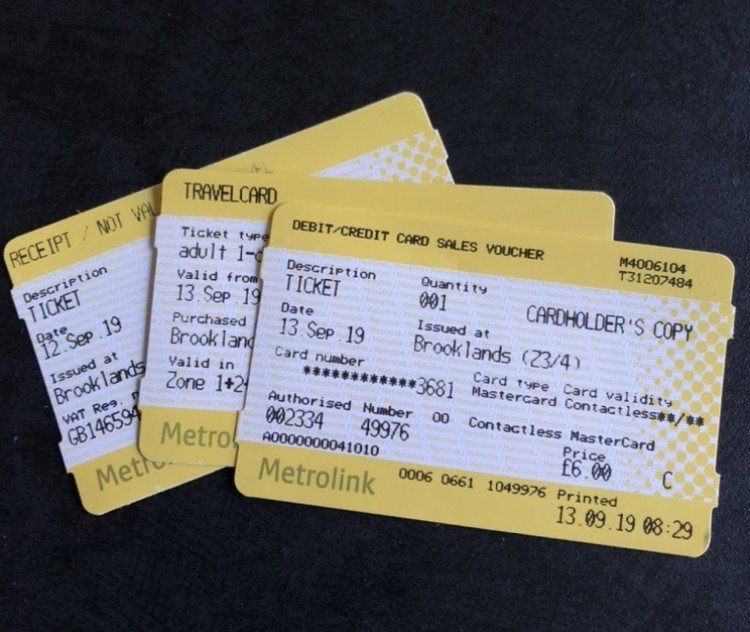 RECEIPT / NOT VAL
Description
TICKET
Date
12.Sep.19
Issued at
Brooklands
VAT Reg.
GB146594
Metro
TRAVELCARD
Ticket type
adult 1-
Valid from
13.Sep 19
Purchased
Brooklan
Valid in
Zone 1+2
Metro
DEBIT/CREDIT CARD SALES VOUCHER
M4006104
T31207484
Description Quantity
TICKET 001 CARDHOLDER'S COPY
Date Issued at
13.Sep.19 Brooklands (Z3/4)
Card number Card type Card validity
************3681 Mastercard Contactless**/**
Authorised Number 00 Contactless MasterCard
002334 49976 Price
A0000000041010 £6.00 C
Metrolink 0006 0661 1049976 Printed
13.09.19 08:29